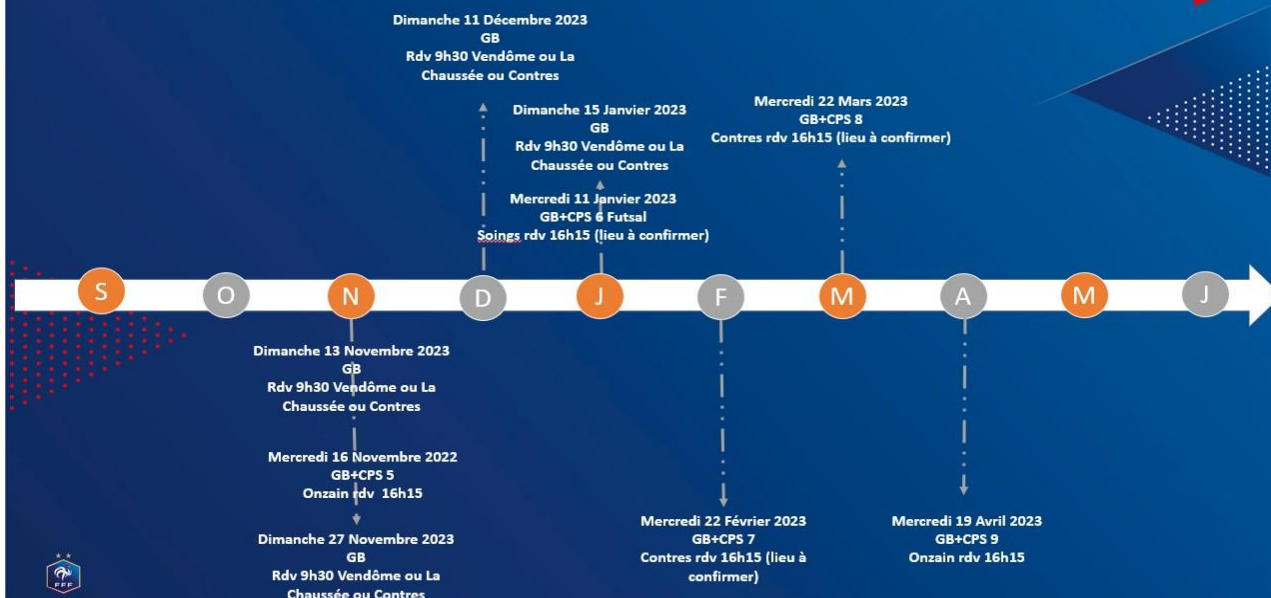 Dimanche 11 Décembre 2023
GB
Rdv 9h30 Vendôme ou La
Chaussée ou Contres
Dimanche 15 Janvier 2023
GB
Rdv 9h30 Vendôme ou La
Chaussée ou Contres
Mercredi 11 Janvier 2023
GB+CPS 6 Futsal
Soings rdv 16h15 (lieu à confirmer)
Mercredi 22 Mars 2023
GB+CPS 8
Contres rdv 16h15 (lieu à confirmer)
S O N D J F M A M J
Dimanche 13 Novembre 2023
GB
Rdv 9h30 Vendôme ou La
Chaussée ou Contres
Mercredi 16 Novembre 2022
GB+CPS 5
Onzain rdv 16h15
Dimanche 27 Novembre 2023
GB
Rdv 9h30 Vendôme ou La
Chaussée ou Contres
Mercredi 22 Février 2023
GB+CPS 7
Contres rdv 16h15 (lieu à
confirmer)
Mercredi 19 Avril 2023
GB+CPS 9
Onzain rdv 16h15
FFF